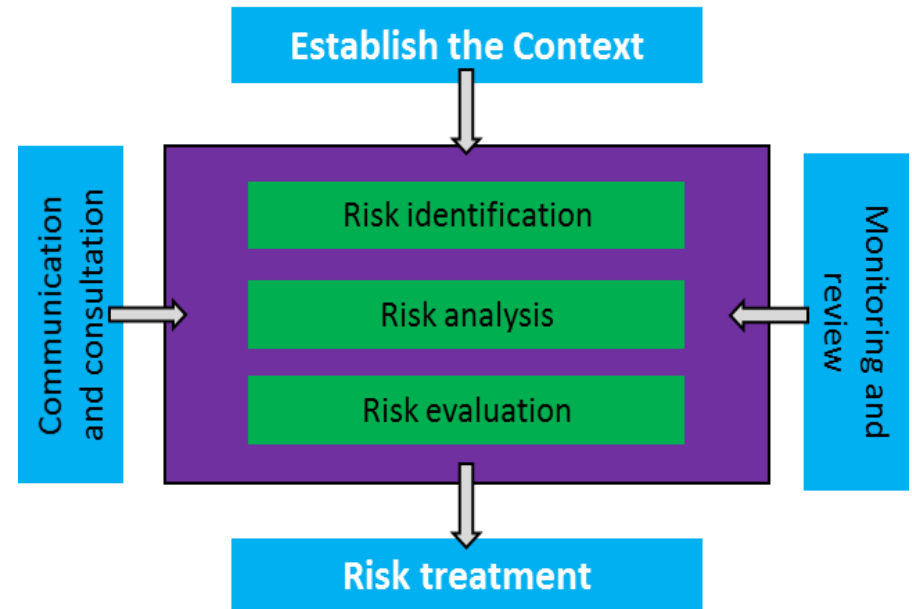 Establish the Context
Communication
and consultation
Risk identification
Risk analysis
Risk evaluation
Monitoring and
review
Risk treatment